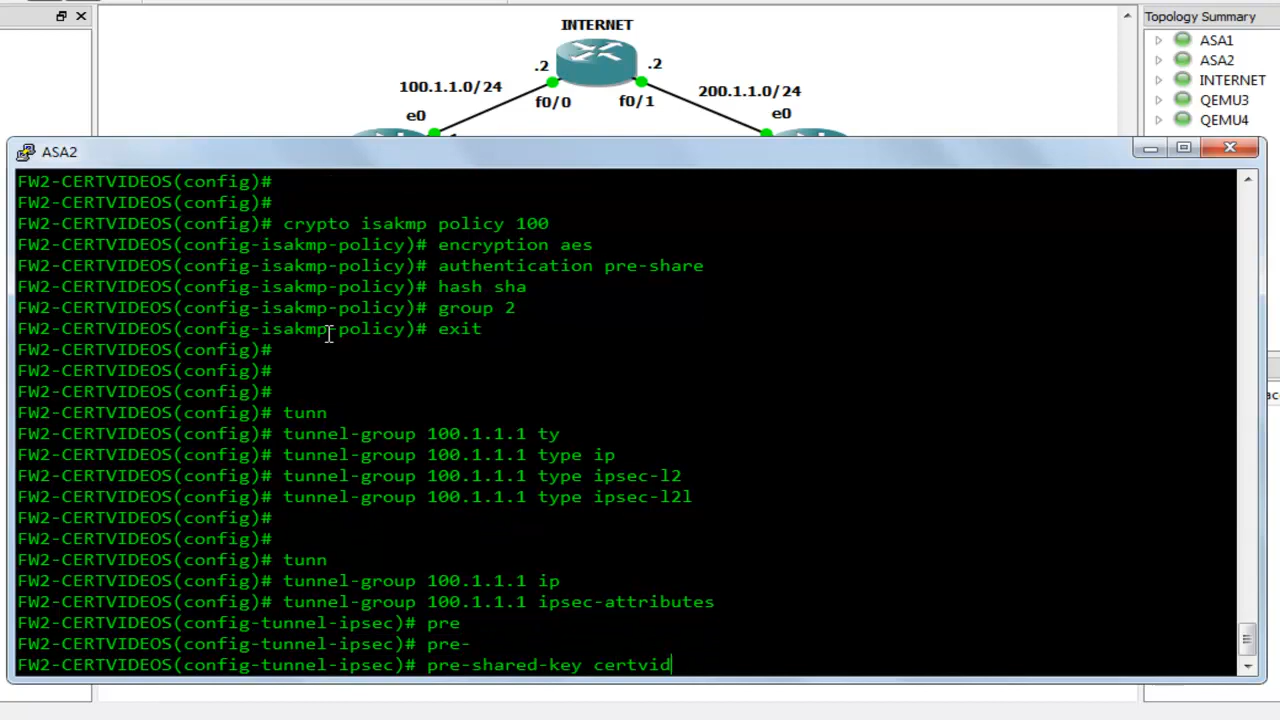 INTERNET
.2
.2
100.1.1.0/24
200.1.1.0/24
f0/0
f0/1
e0
e0
Topology Summary
ASA1
ASA2
INTERNET
QEMU3
QEMU4
ASA2
FW2-CERTVIDEOS(config)#
FW2-CERTVIDEOS(config)#
FW2-CERTVIDEOS(config)# crypto isakmp policy 100
FW2-CERTVIDEOS(config-isakmp-policy)# encryption aes
FW2-CERTVIDEOS(config-isakmp-policy)# authentication pre-share
FW2-CERTVIDEOS(config-isakmp-policy)# hash sha
FW2-CERTVIDEOS(config-isakmp-policy)# group 2
FW2-CERTVIDEOS(config-isakmp-policy)# exit
FW2-CERTVIDEOS(config)#
FW2-CERTVIDEOS(config)#
FW2-CERTVIDEOS(config)#
FW2-CERTVIDEOS(config)# tunn
FW2-CERTVIDEOS(config)# tunnel-group 100.1.1.1 ty
FW2-CERTVIDEOS(config)# tunnel-group 100.1.1.1 type ip
FW2-CERTVIDEOS(config)# tunnel-group 100.1.1.1 type ipsec-l2
FW2-CERTVIDEOS(config)# tunnel-group 100.1.1.1 type ipsec-l2l
FW2-CERTVIDEOS(config)#
FW2-CERTVIDEOS(config)#
FW2-CERTVIDEOS(config)# tunn
FW2-CERTVIDEOS(config)# tunnel-group 100.1.1.1 ip
FW2-CERTVIDEOS(config)# tunnel-group 100.1.1.1 ipsec-attributes
FW2-CERTVIDEOS(config-tunnel-ipsec)# pre
FW2-CERTVIDEOS(config-tunnel-ipsec)# pre-
FW2-CERTVIDEOS(config-tunnel-ipsec)# pre-shared-key certvid